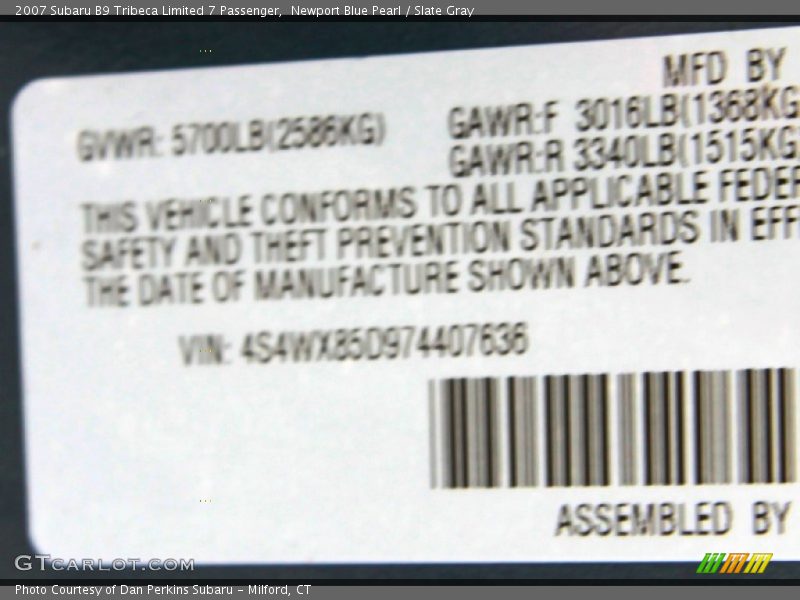 2007 Subaru B9 Tribeca Limited 7 Passenger, Newport Blue Pearl / Slate Gray
MFD BY
GVWR: 5700LB(2586KG) GAWR:F 3016LB(1368KG
GAWR:R 3340LB(1515KG
THIS VEHICLE CONFORMS TO ALL APPLICABLE FEDER
SAFETY AND THEFT PREVENTION STANDARDS IN EFF
THE DATE OF MANUFACTURE SHOWN ABOVE.
VIN: 4S4WX85D974407636
ASSEMBLED BY
GTCARLOT.COM
Photo Courtesy of Dan Perkins Subaru - Milford, CT